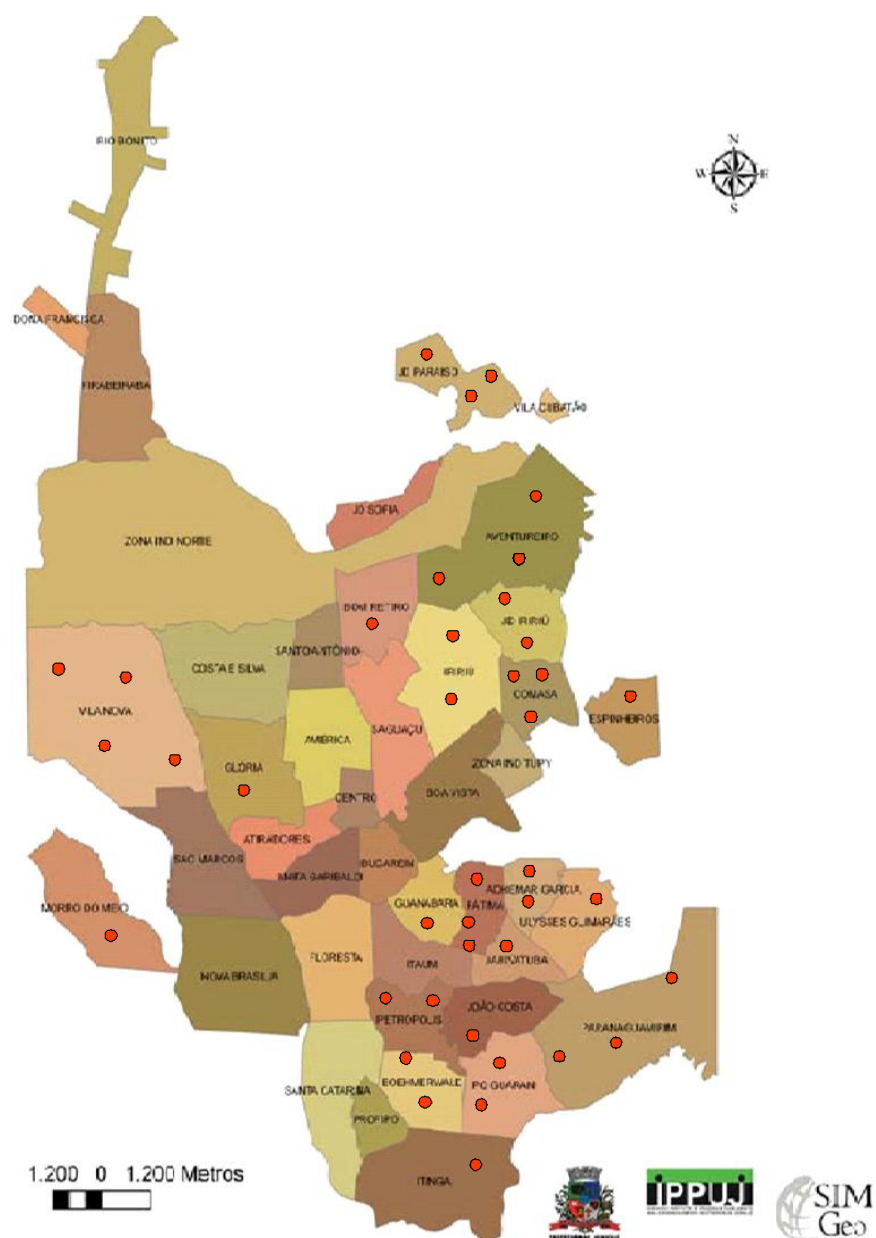 RIO BONITO
N
W
E
S
DONA FRANCISCA
PIRABEIRABA
JD PARAISO
VILA CUBATÃO
JD SOFIA
AVENTUREIRO
ZONA IND NORTE
BOM RETIRO
JD IRIRIÚ
SANTO ANTÔNIO
COSTA E SILVA
IRIRIÚ
COMASA
VILA NOVA
ESPINHEIROS
SAGUAÇU
AMÉRICA
GLÓRIA
ZONA IND TUPY
CENTRO
BOA VISTA
ATIRADORES
SAO MARCOS
BUCAREIN
ANITA GARIBALDI
ADHEMAR GARCIA
GUANABARA
FÁTIMA
MORRO DO MEIO
ULYSSES GUIMARÃES
FLORESTA
ITAUM
JARIVATUBA
NOVA BRASÍLIA
JOÃO COSTA
PETRÓPOLIS
PARANAGUAMIRIM
BOEHMERWALD
PQ GUARANI
SANTA CATARINA
PROFIPO
ITINGA
1.200 0 1.200 Metros
IPPUJ
SIM
Geo